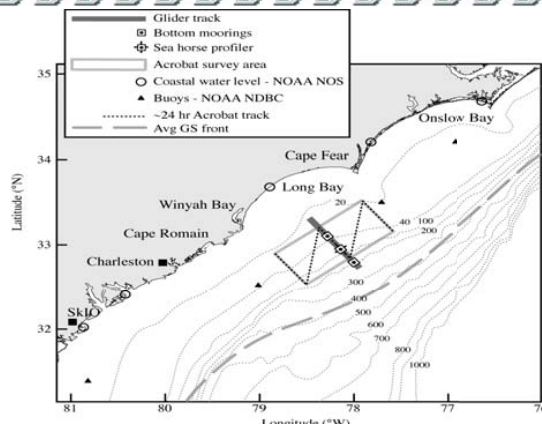 Glider track
Bottom moorings
Sea horse profiler
Acrobat survey area
Coastal water level - NOAA NOS
Buoys - NOAA NDBC
~24 hr Acrobat track
Avg GS front
35
34
33
32
Latitude (°N)
Onslow Bay
Cape Fear
Long Bay
Winyah Bay
Cape Romain
Charleston
SkIO
20
40
100
200
300
400
500
600
700
800
1000
81
80
79
78
77
Longitude (°W)